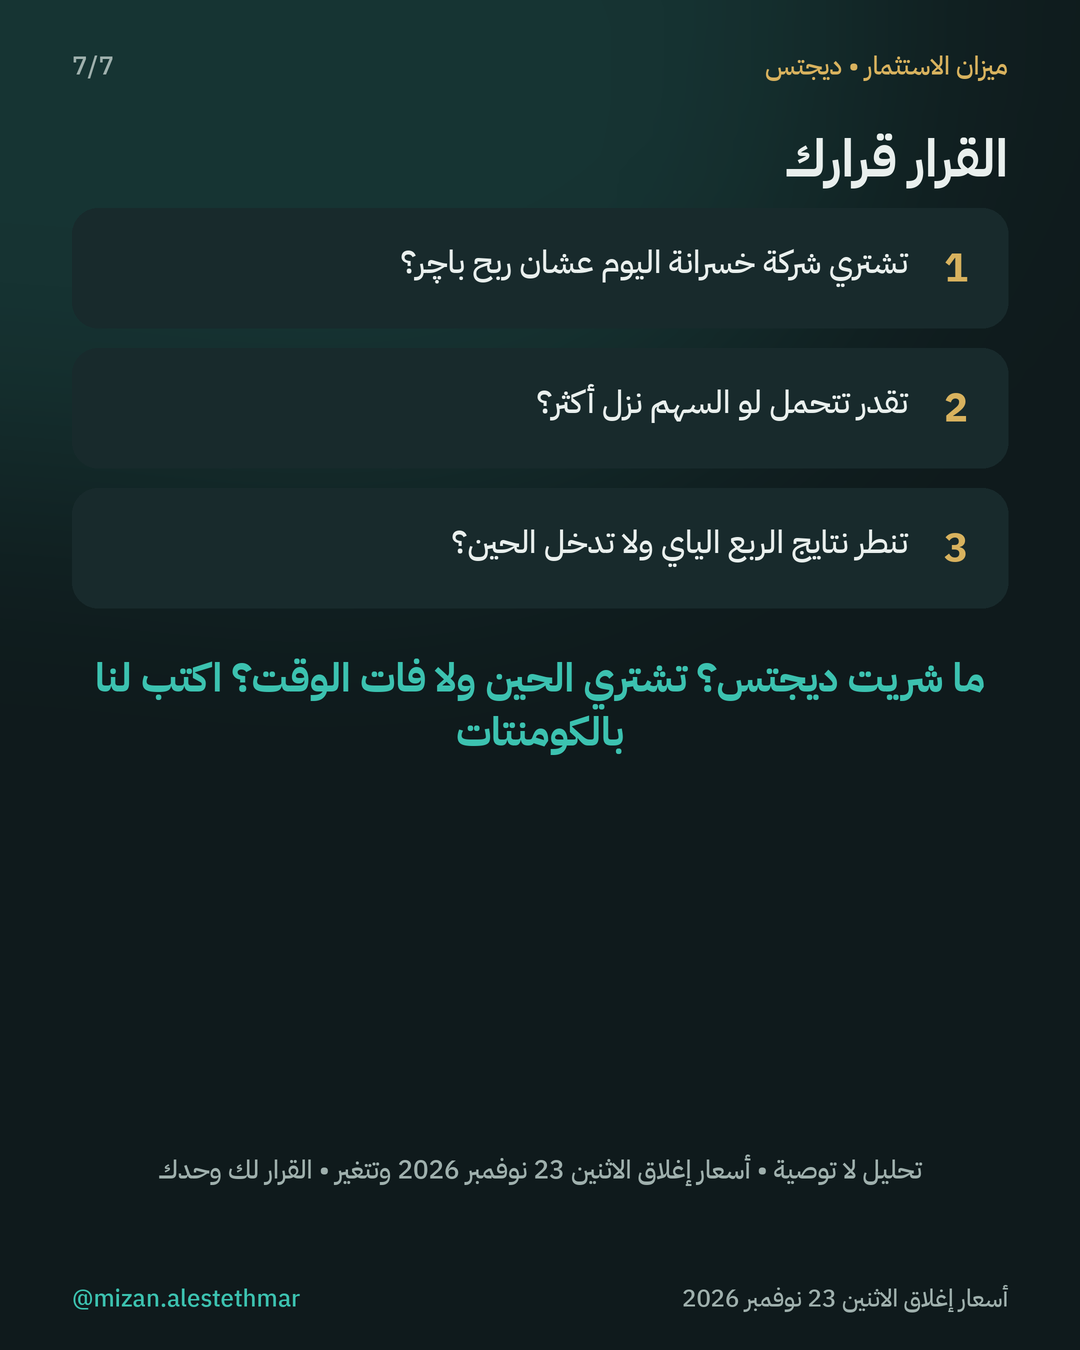 ميزان الاستثمار • ديجتس
7/7
القرار قرارك
1 تشتري شركة خسرانة اليوم عشان ربح باچر؟
2 تقدر تتحمل لو السهم نزل أكثر؟
3 تنطر نتايج الربع الياي ولا تدخل الحين؟
ما شريت ديجتس؟ تشتري الحين ولا فات الوقت؟ اكتب لنا
بالكومنتات
تحليل لا توصية • أسعار إغلاق الاثنين 23 نوفمبر 2026 وتتغير • القرار لك وحدك
أسعار إغلاق الاثنين 23 نوفمبر 2026
@mizan.alestethmar